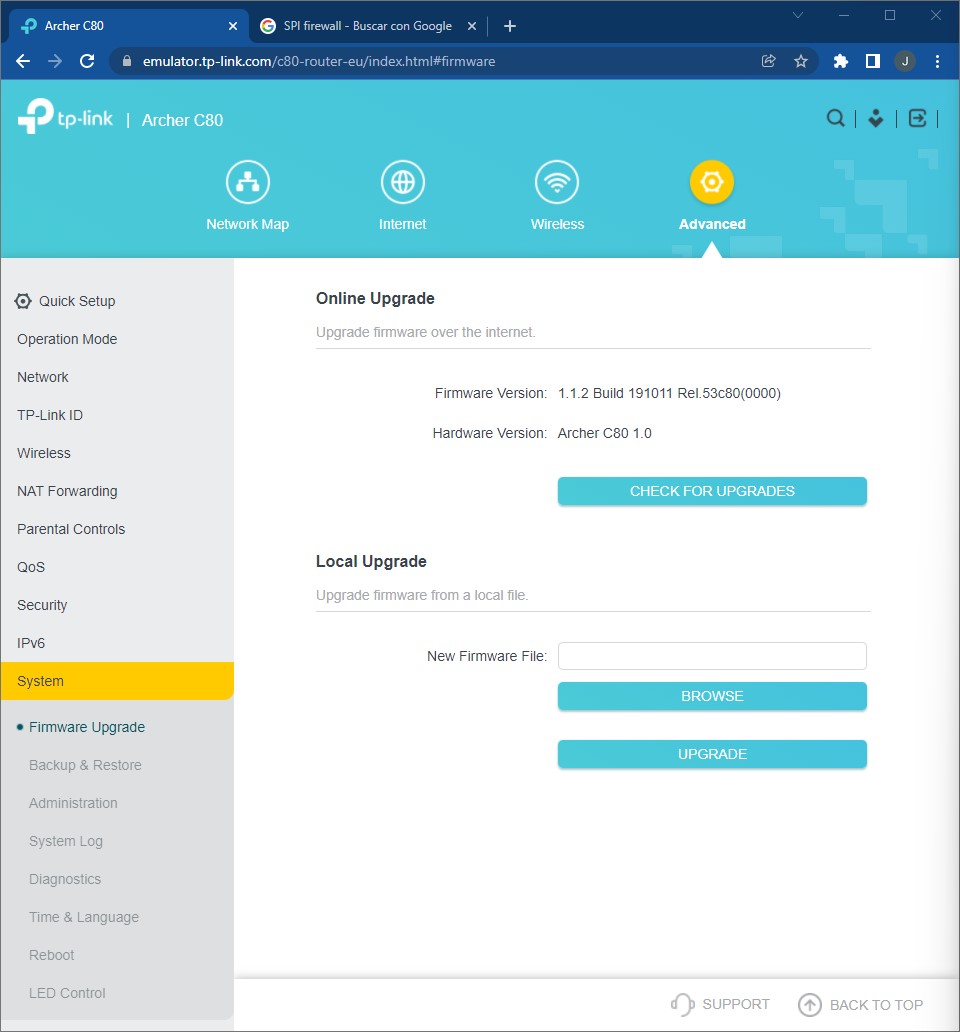 Archer C80
SPI firewall - Buscar con Google
emulator.tp-link.com/c80-router-eu/index.html#firmware
J
tp-link | Archer C80
Network Map
Internet
Wireless
Advanced
Quick Setup
Operation Mode
Network
TP-Link ID
Wireless
NAT Forwarding
Parental Controls
QoS
Security
IPv6
System
Firmware Upgrade
Backup & Restore
Administration
System Log
Diagnostics
Time & Language
Reboot
LED Control
Online Upgrade
Upgrade firmware over the internet.
Firmware Version: 1.1.2 Build 191011 Rel.53c80(0000)
Hardware Version: Archer C80 1.0
CHECK FOR UPGRADES
Local Upgrade
Upgrade firmware from a local file.
New Firmware File:
BROWSE
UPGRADE
SUPPORT
BACK TO TOP